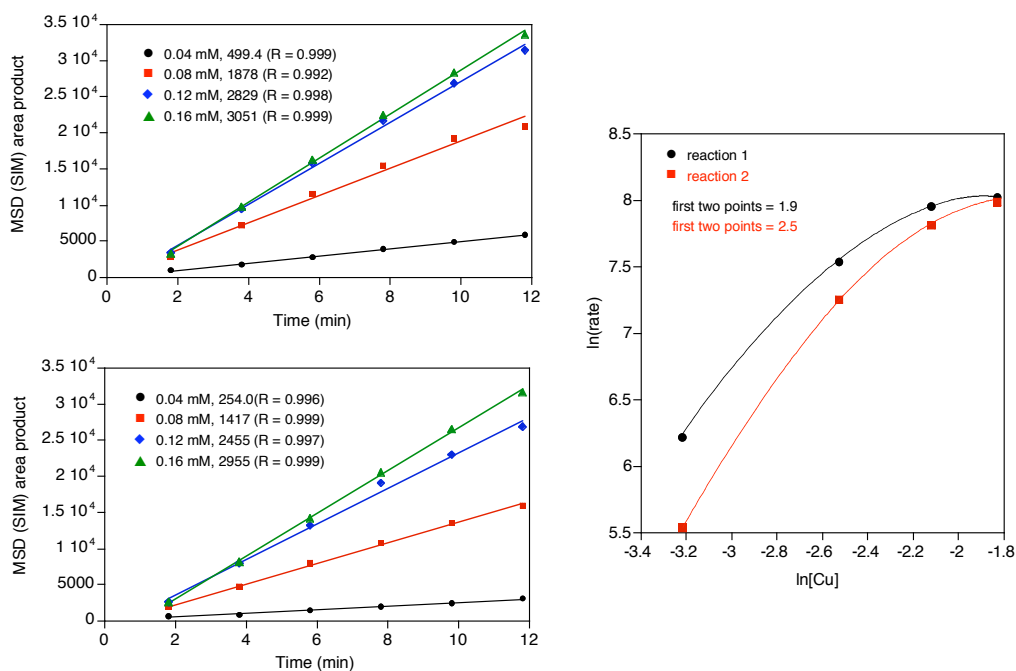 MSD (SIM) area product
3.5 10⁴
3 10⁴
2.5 10⁴
2 10⁴
1.5 10⁴
1 10⁴
5000
0
0.04 mM, 499.4 (R = 0.999)
0.08 mM, 1878 (R = 0.992)
0.12 mM, 2829 (R = 0.998)
0.16 mM, 3051 (R = 0.999)
0 2 4 6 8 10 12
Time (min)
MSD (SIM) area product
3.5 10⁴
3 10⁴
2.5 10⁴
2 10⁴
1.5 10⁴
1 10⁴
5000
0
0.04 mM, 254.0(R = 0.996)
0.08 mM, 1417 (R = 0.999)
0.12 mM, 2455 (R = 0.997)
0.16 mM, 2955 (R = 0.999)
0 2 4 6 8 10 12
Time (min)
ln(rate)
8.5
8
7.5
7
6.5
6
5.5
reaction 1
reaction 2
first two points = 1.9
first two points = 2.5
-3.4 -3.2 -3 -2.8 -2.6 -2.4 -2.2 -2 -1.8
ln[Cu]